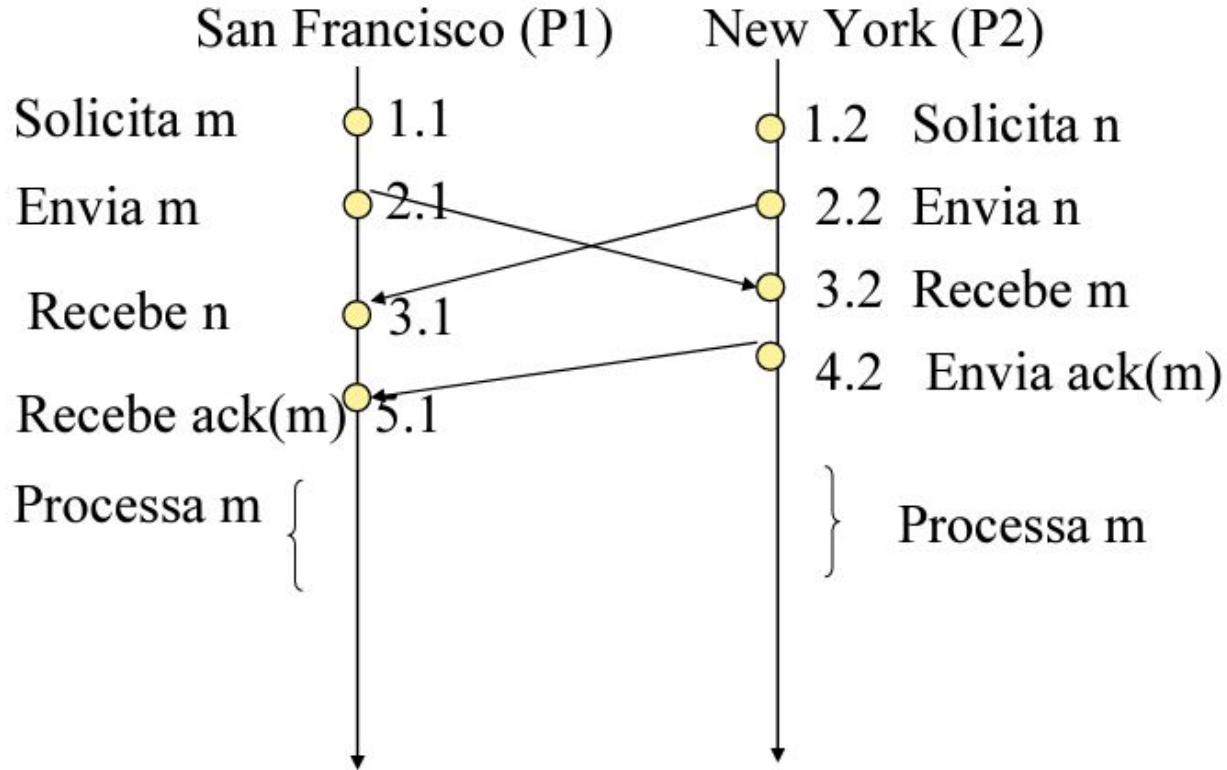 San Francisco (P1) New York (P2)
Solicita m 1.1 1.2 Solicita n
Envia m 2.1 2.2 Envia n
Recebe n 3.1 3.2 Recebe m
Recebe ack(m) 5.1 4.2 Envia ack(m)
Processa m Processa m